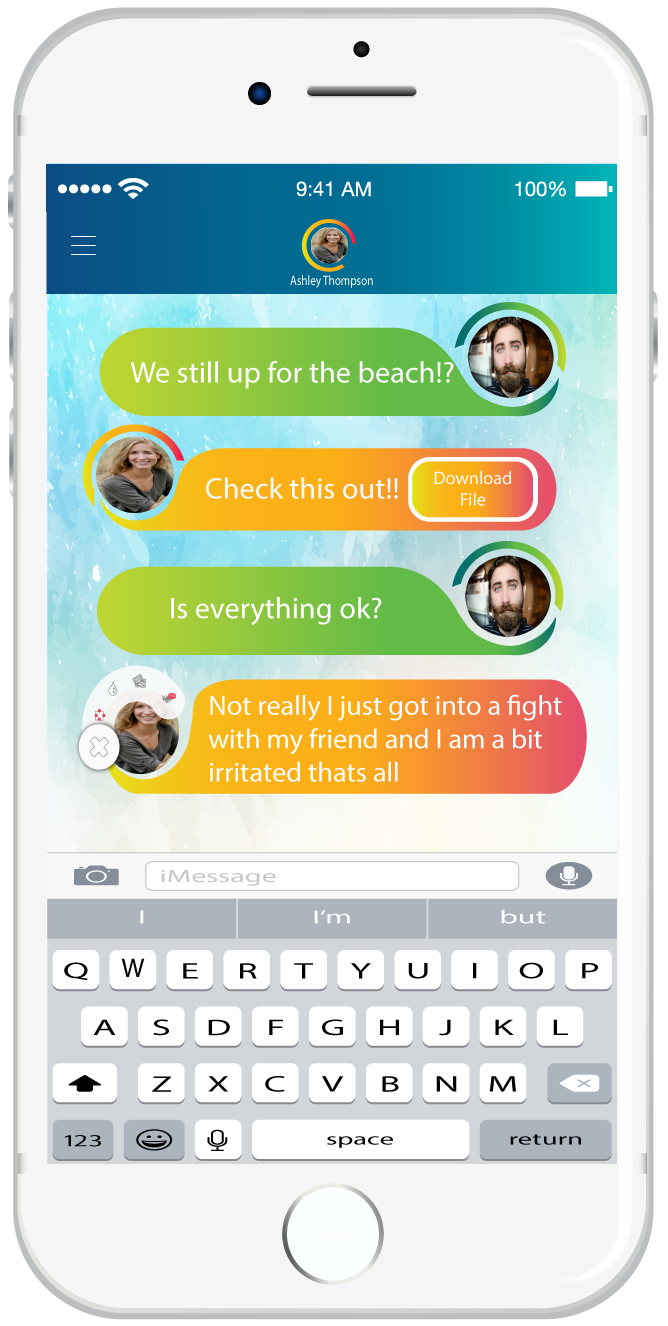 9:41 AM 100%
Ashley Thompson
We still up for the beach!?
Check this out!! Download
File
Is everything ok?
Not really I just got into a fight
with my friend and I am a bit
irritated thats all
iMessage
I I'm but
Q W E R T Y U I O P
A S D F G H J K L
Z X C V B N M
123 space return